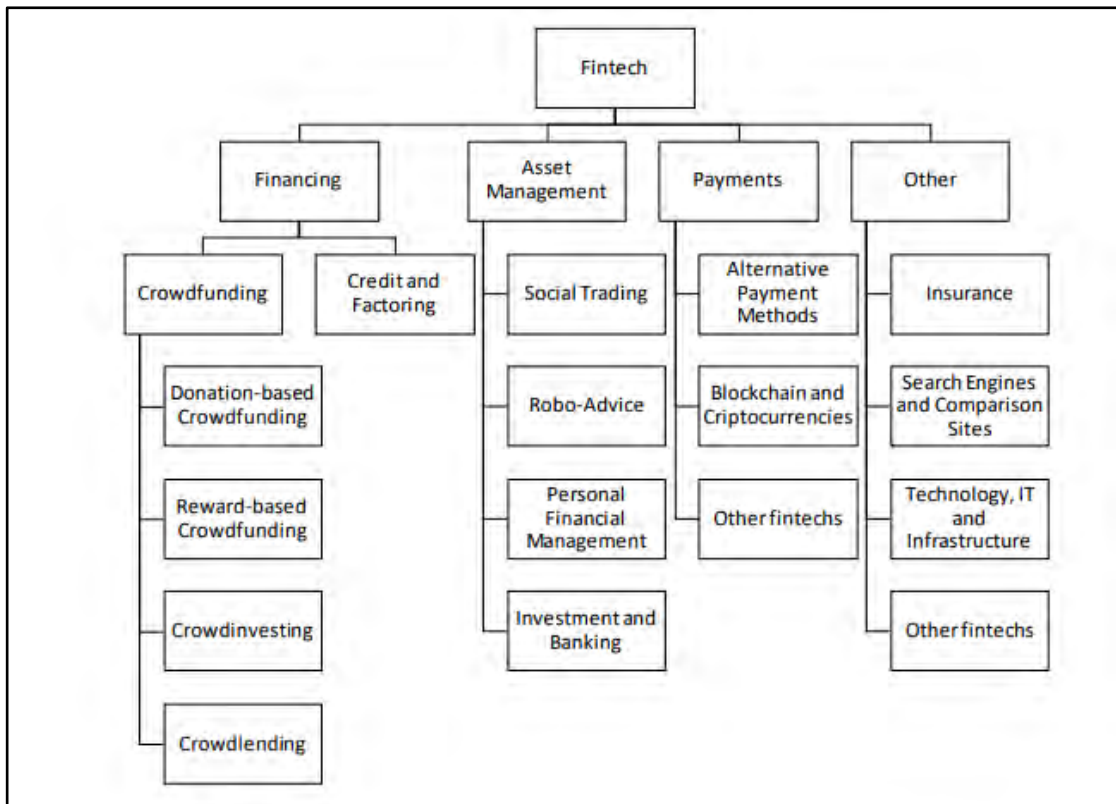 Fintech
Financing
Asset
Management
Payments
Other
Crowdfunding
Credit and
Factoring
Social Trading
Alternative
Payment
Methods
Insurance
Donation-based
Crowdfunding
Robo-Advice
Blockchain and
Criptocurrencies
Search Engines
and Comparison
Sites
Reward-based
Crowdfunding
Personal
Financial
Management
Other fintechs
Technology, IT
and
Infrastructure
Crowdinvesting
Investment and
Banking
Other fintechs
Crowdlending